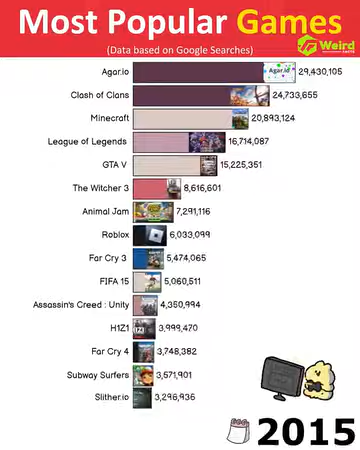 Most Popular Games
(Data based on Google Searches)
Weird
Agar.io 29,430,105
Agar.io
Clash of Clans 24,733,655
Minecraft 20,893,124
League of Legends 16,714,087
GTA V 15,225,351
The Witcher 3 8,616,601
Animal Jam 7,291,116
Roblox 6,033,099
Far Cry 3 5,474,065
FIFA 15 5,060,511
Assassin's Creed : Unity 4,350,994
H1Z1 3,999,470
Far Cry 4 3,748,382
Subway Surfers 3,571,901
Slither.io 3,296,936
2015